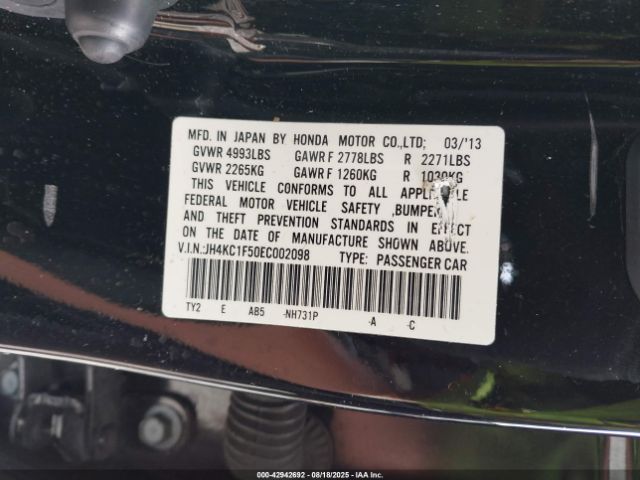 MFD. IN JAPAN BY HONDA MOTOR CO.,LTD; 03/'13
GVWR 4993LBS GAWR F 2778LBS R 2271LBS
GVWR 2265KG GAWR F 1260KG R 1030KG
THIS VEHICLE CONFORMS TO ALL APPLICABLE
FEDERAL MOTOR VEHICLE SAFETY ,BUMPER
AND THEFT PREVENTION STANDARDS IN EFFECT
ON THE DATE OF MANUFACTURE SHOWN ABOVE.
V.I.N.:JH4KC1F50EC002098 TYPE: PASSENGER CAR
TY2 E AB5 -NH731P -A -C
000-42942692 - 08/18/2025 - IAA Inc.